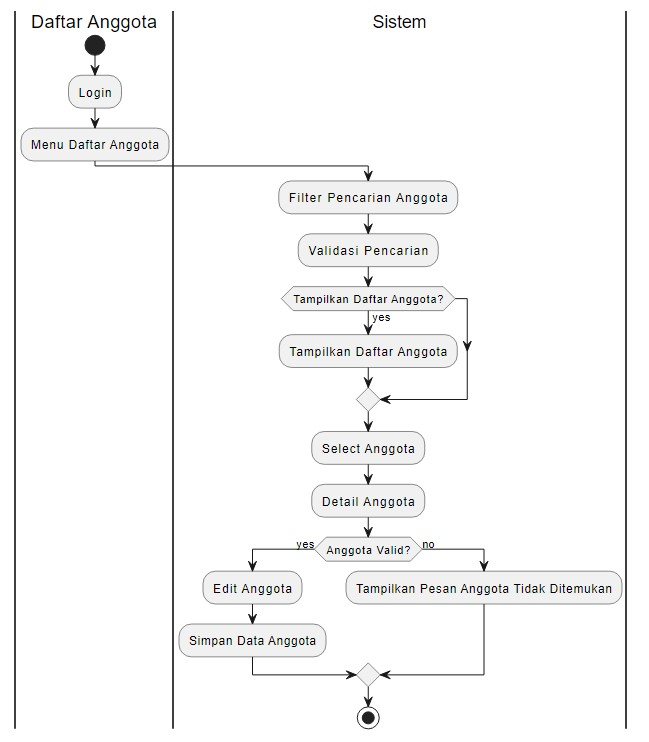 Daftar Anggota
Sistem
Login
Menu Daftar Anggota
Filter Pencarian Anggota
Validasi Pencarian
Tampilkan Daftar Anggota?
yes
Tampilkan Daftar Anggota
Select Anggota
Detail Anggota
yes
Anggota Valid?
no
Edit Anggota
Tampilkan Pesan Anggota Tidak Ditemukan
Simpan Data Anggota